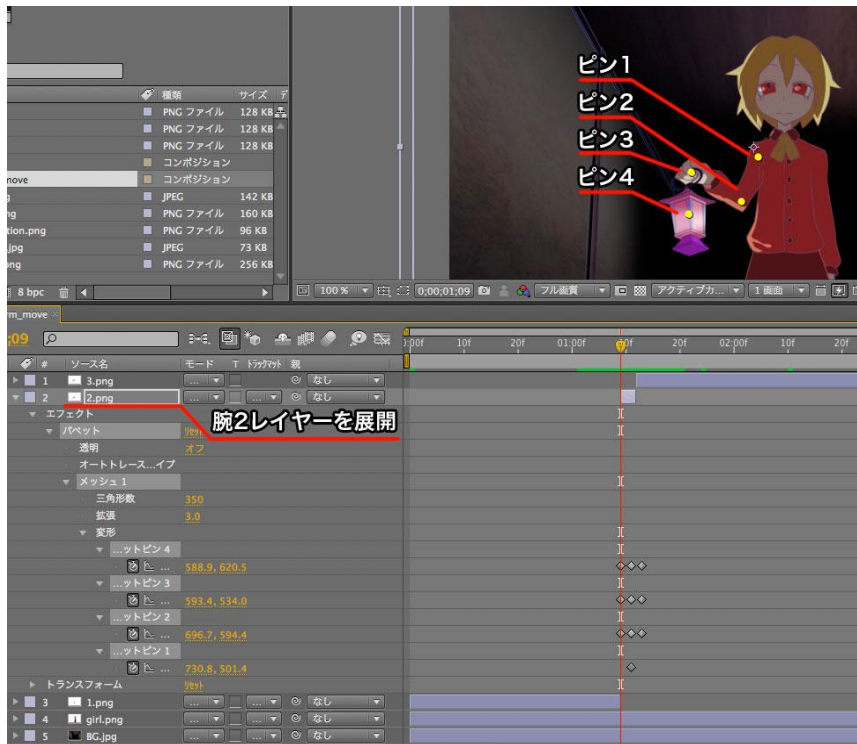 種類 サイズ デ
PNG ファイル 128 KB
PNG ファイル 128 KB
PNG ファイル 128 KB
コンポジション
move コンポジション
JPEG 142 KB
ng PNG ファイル 160 KB
tion.png PNG ファイル 96 KB
.jpg JPEG 73 KB
ong PNG ファイル 256 KB
8 bpc
ピン1
ピン2
ピン3
ピン4
100 % 0;00;01;09 フル画質 アクティブカ... 1 画面
rm_move
;09
):00f 10f 20f 01:00f 10f 20f 02:00f 10f 20f
# ソース名 モード T トラックマット 親
1 3.png ... なし
2 2.png ... ... なし
腕2レイヤーを展開
エフェクト
パペット リセット
透明 オフ
オートトレース...イプ
メッシュ 1
三角形数 350
拡張 3.0
変形
...ットピン 4
... 588.9, 620.5
...ットピン 3
... 593.4, 534.0
...ットピン 2
... 696.7, 594.4
...ットピン 1
... 730.8, 501.4
トランスフォーム リセット
3 1.png ... ... なし
4 girl.png ... ... なし
5 BG.jpg ... ... なし